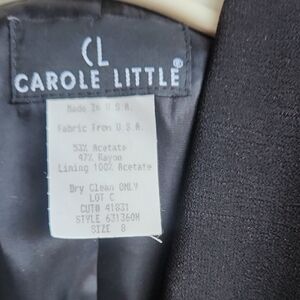 CL
CAROLE LITTLE®
Made In U.S.A.
Fabric From U.S.A.
53% Acetate
47% Rayon
Lining 100% Acetate
Dry Clean ONLY
LOT C
CUT# 41831
STYLE 631360M
SIZE 8